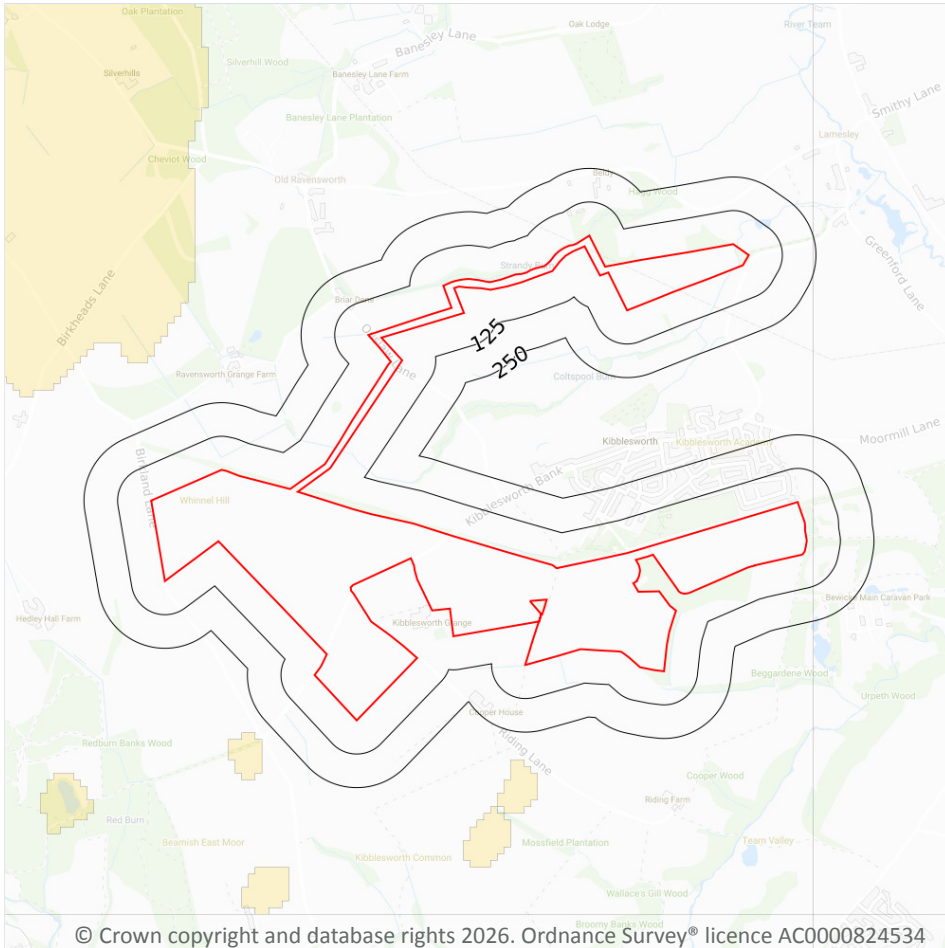 Oak Lodge
River Team
Banesley Lane
Silverhill Wood
Silverhills
Banesley Lane Farm
Smithy Lane
Banesley Lane Plantation
Lamesley
Cheviot Wood
Old Ravensworth
Haggs Wood
Greenford Lane
Birkheads Lane
Briar Dene
125
250
Ravensworth Grange Farm
Coltspool Burn
Moormill Lane
Kibblesworth
Kibblesworth Academy
Birkland Lane
Kibblesworth Bank
Whinnel Hill
Bewicke Main Caravan Park
Hedley Hall Farm
Kibblesworth Grange
Beggardene Wood
Urpeth Wood
Cooper House
Riding Lane
Redburn Banks Wood
Cooper Wood
Riding Farm
Red Burn
Beamish East Moor
Mossfield Plantation
Team Valley
Kibblesworth Common
Wallace's Gill Wood
Broomy Banks Wood
© Crown copyright and database rights 2026. Ordnance Survey® licence AC0000824534